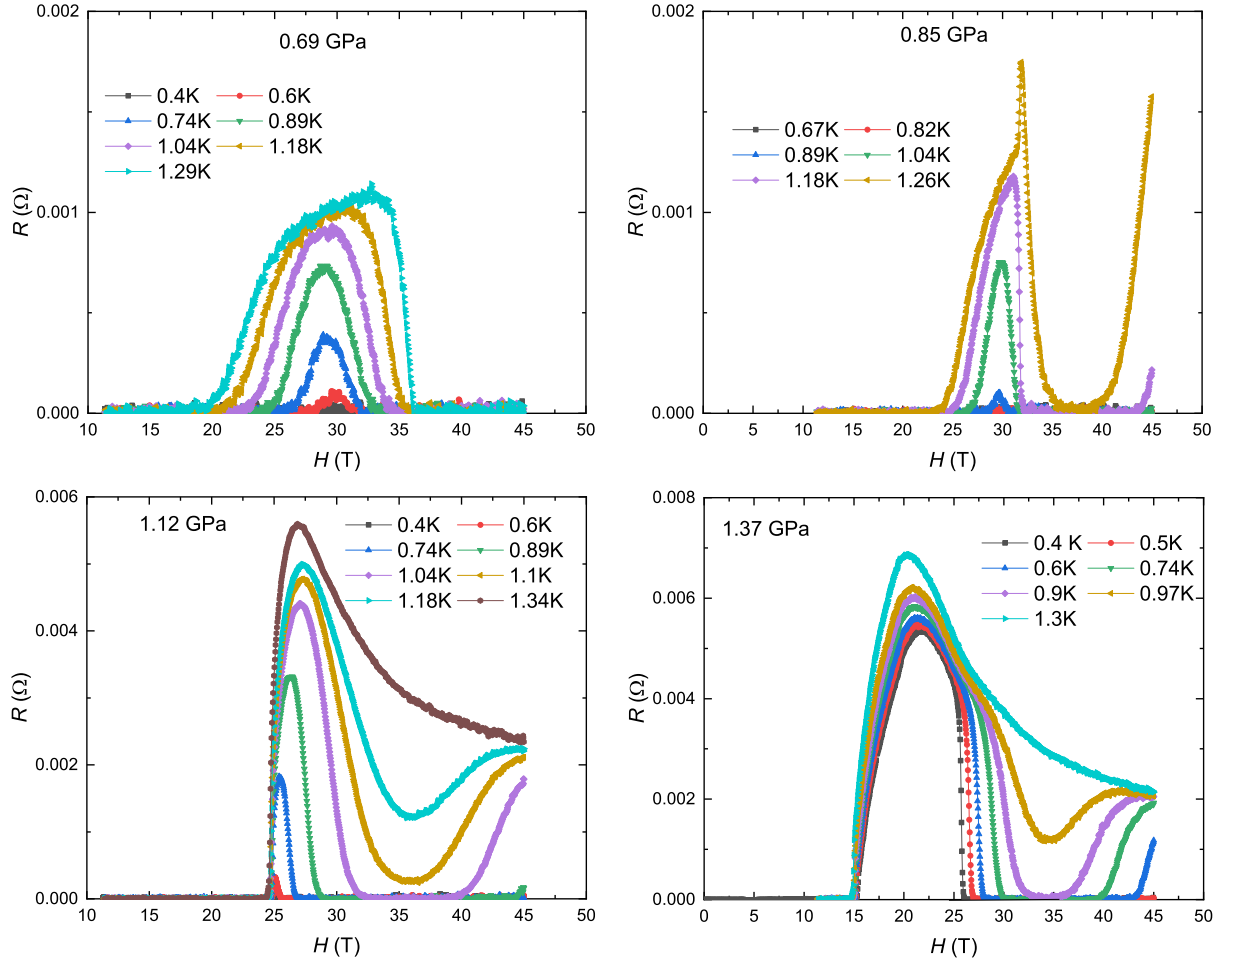 0.69 GPa
0.4K 0.6K
0.74K 0.89K
1.04K 1.18K
1.29K
0.002
0.001
0.000
R (Ω)
10 15 20 25 30 35 40 45 50
H (T)
0.85 GPa
0.67K 0.82K
0.89K 1.04K
1.18K 1.26K
0.002
0.001
0.000
R (Ω)
0 5 10 15 20 25 30 35 40 45 50
H (T)
1.12 GPa
0.4K 0.6K
0.74K 0.89K
1.04K 1.1K
1.18K 1.34K
0.006
0.004
0.002
0.000
R (Ω)
10 15 20 25 30 35 40 45 50
H (T)
1.37 GPa
0.4 K 0.5K
0.6K 0.74K
0.9K 0.97K
1.3K
0.008
0.006
0.004
0.002
0.000
R (Ω)
0 5 10 15 20 25 30 35 40 45 50
H (T)